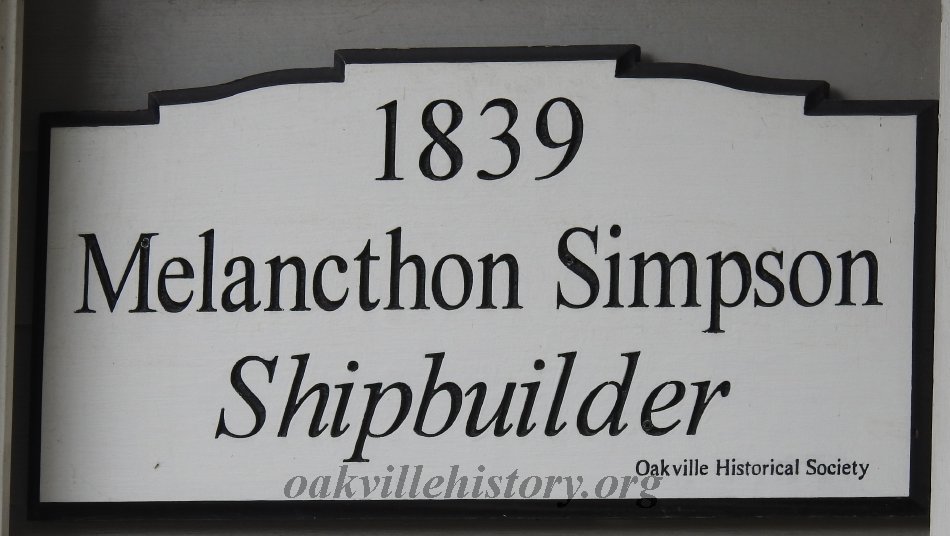 1839
Melancthon Simpson
Shipbuilder
Oakville Historical Society
oakvillehistory.org